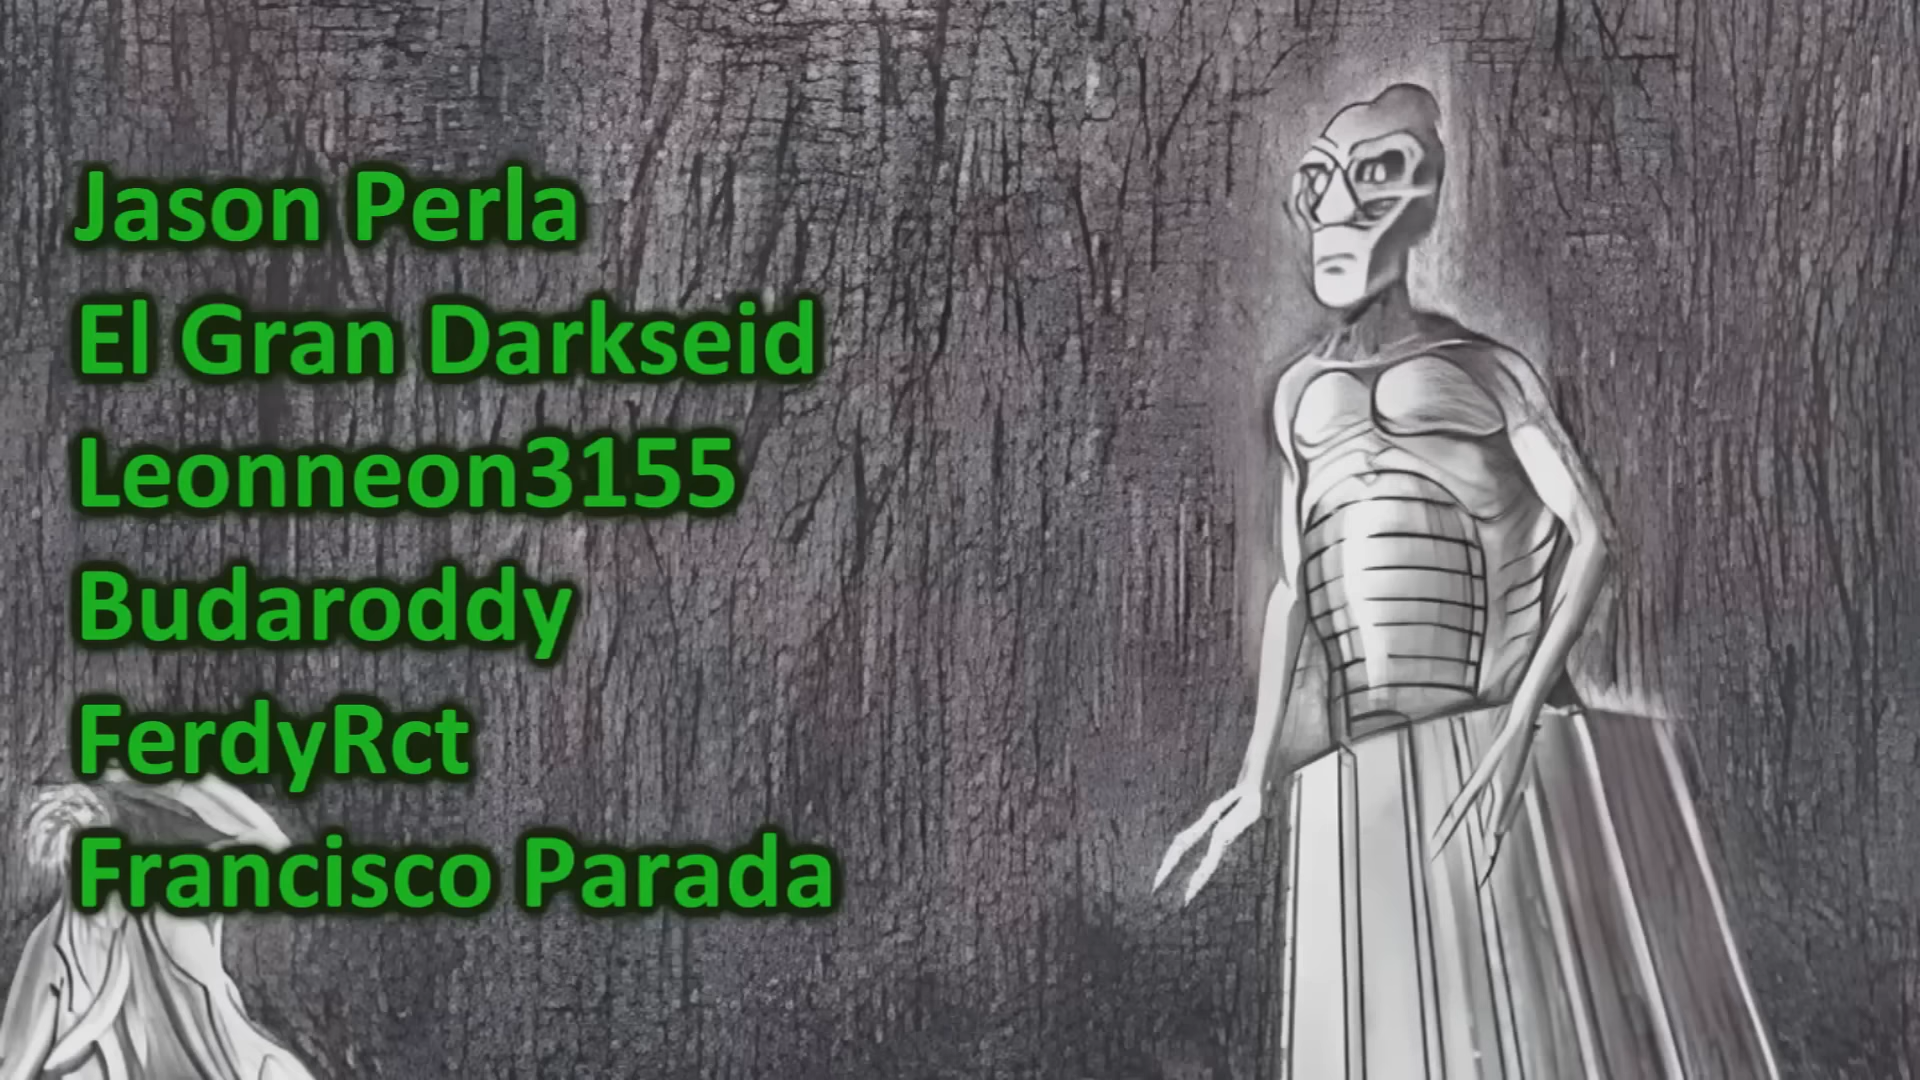 Jason Perla
El Gran Darkseid
Leonneon3155
Budaroddy
FerdyRct
Francisco Parada